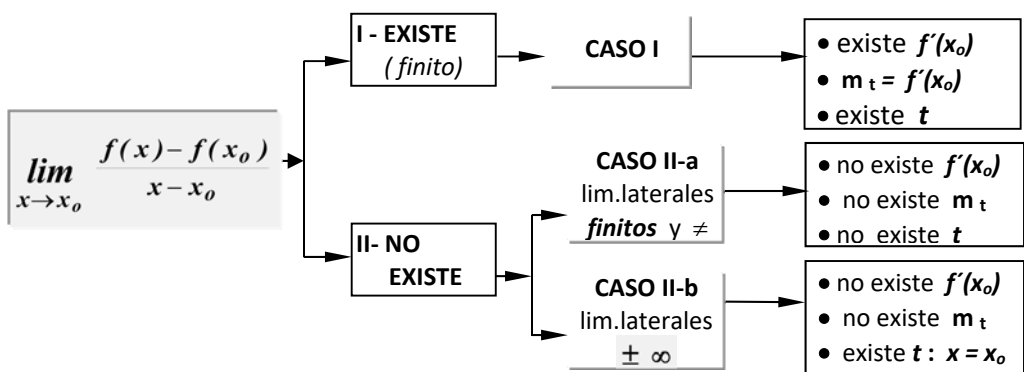 lim x→xₒ f(x) – f(xₒ) / x – xₒ
I - EXISTE
( finito)
CASO I
• existe f´(xₒ)
• m t = f´(xₒ)
• existe t
II- NO
EXISTE
CASO II-a
lim.laterales
finitos y ≠
• no existe f´(xₒ)
• no existe m t
• no existe t
CASO II-b
lim.laterales
± ∞
• no existe f´(xₒ)
• no existe m t
• existe t : x = xₒ